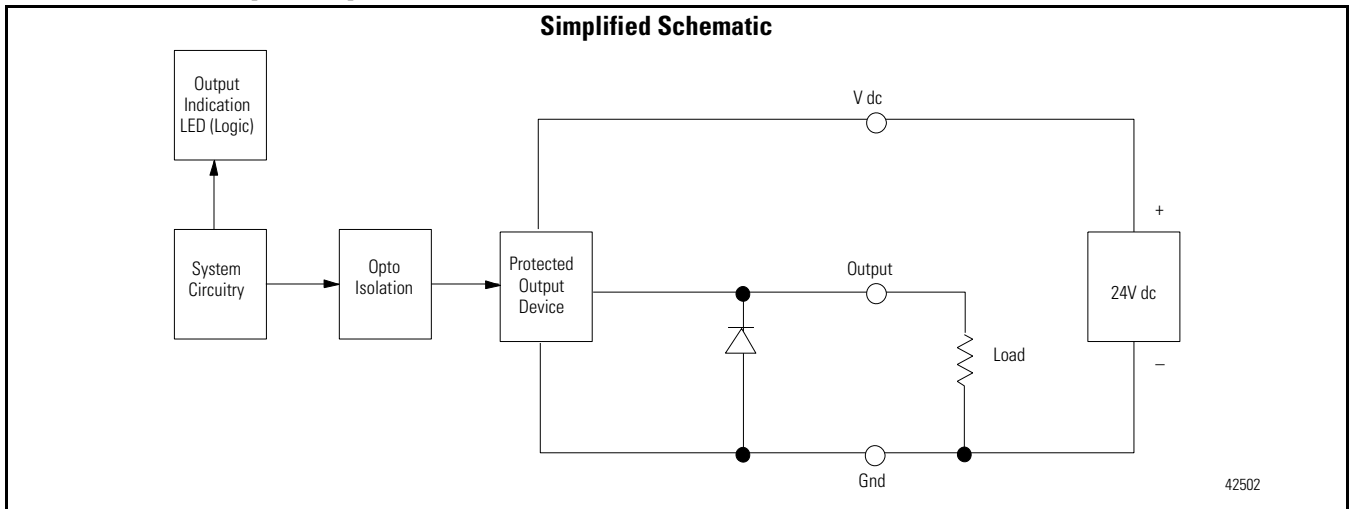 Simplified Schematic
Output
Indication
LED (Logic)
V dc
+
System
Circuitry
Opto
Isolation
Protected
Output
Device
Output
24V dc
Load
–
Gnd
42502